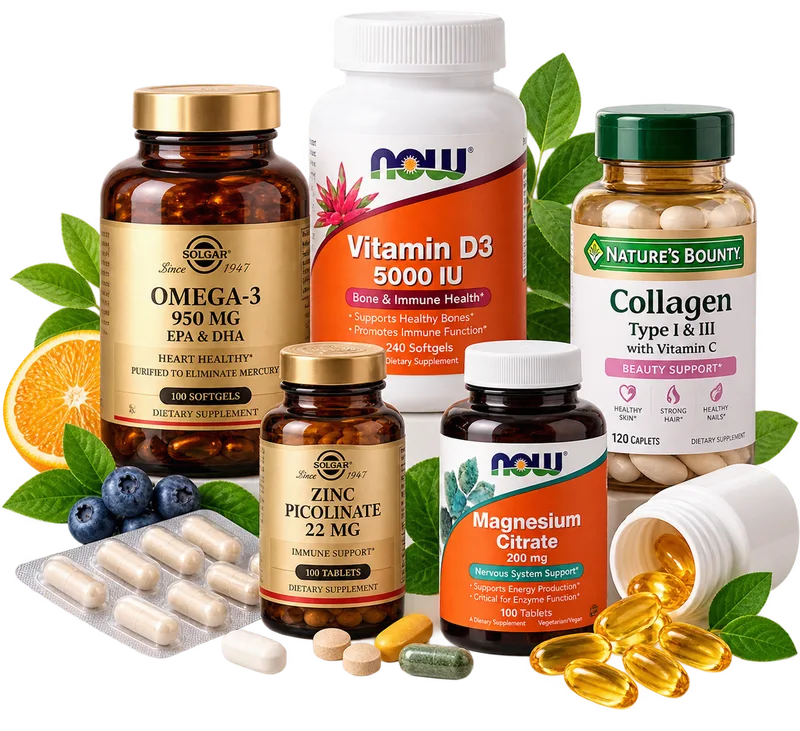 SOLGAR®
Since 1947
OMEGA-3
950 MG
EPA & DHA
HEART HEALTHY*
PURIFIED TO ELIMINATE MERCURY
100 SOFTGELS
DIETARY SUPPLEMENT
NOW®
Vitamin D3
5000 IU
Bone & Immune Health*
• Supports Healthy Bones*
• Promotes Immune Function*
240 Softgels
Dietary Supplement
NATURE'S BOUNTY
Collagen
Type I & III
with Vitamin C
BEAUTY SUPPORT*
HEALTHY SKIN*
STRONG HAIR*
HEALTHY NAILS*
120 CAPLETS
DIETARY SUPPLEMENT
SOLGAR®
Since 1947
ZINC
PICOLINATE
22 MG
IMMUNE SUPPORT*
100 TABLETS
DIETARY SUPPLEMENT
NOW®
Magnesium
Citrate
200 mg
Nervous System Support*
• Supports Energy Production*
• Critical for Enzyme Function*
100 Tablets
A Dietary Supplement Vegetarian/Vegan